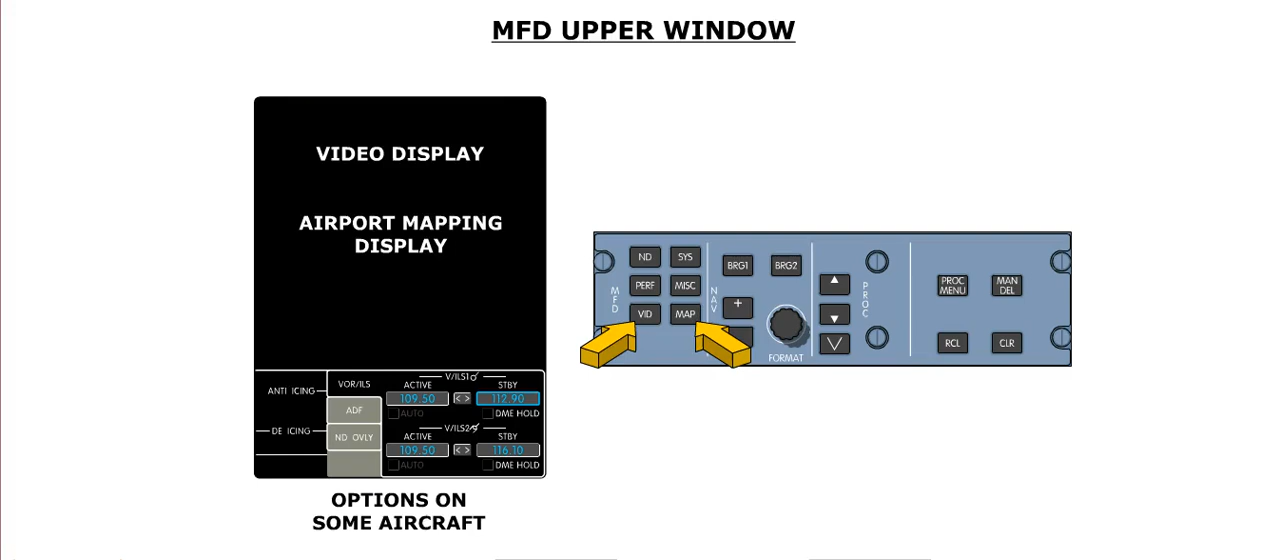 MFD UPPER WINDOW
VIDEO DISPLAY
AIRPORT MAPPING
DISPLAY
ND SYS
PERF MISC
VID MAP
MFD
NAV
BRG1 BRG2
+
FORMAT
PROC
PROC
MENU
MAN
DEL
RCL CLR
ANTI ICING
DE ICING
VOR/ILS
ADF
ND OVLY
V/ILS1
ACTIVE STBY
109.50 < > 112.90
AUTO DME HOLD
V/ILS2
ACTIVE STBY
109.50 < > 116.10
AUTO DME HOLD
OPTIONS ON
SOME AIRCRAFT